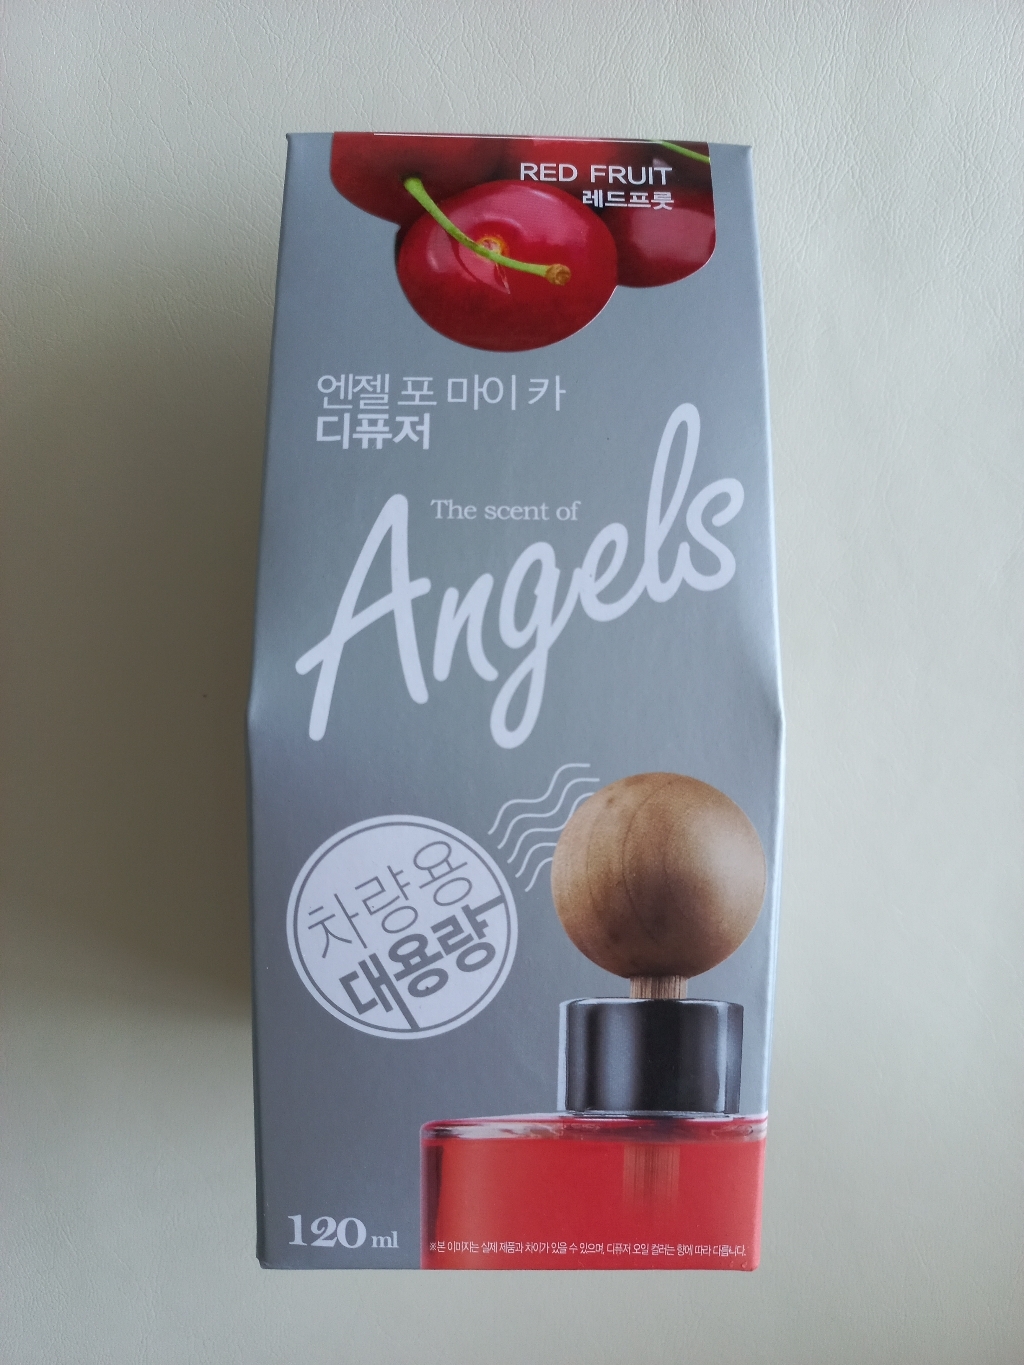 RED FRUIT
레드프룻
엔젤 포 마이 카
디퓨저
The scent of
Angels
차량용
대용량
120 ml
※본 이미지는 실제 제품과 차이가 있을 수 있으며, 디퓨저 오일 컬러는 향에 따라 다릅니다.